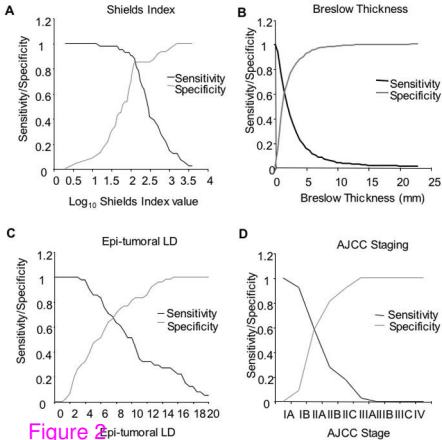 A
Shields Index
1.2
1
0.8
0.6
0.4
0.2
0
Sensitivity/Specificity
Sensitivity
Specificity
0 0.5 1 1.5 2 2.5 3 3.5 4
Log10 Shields Index value
B
Breslow Thickness
1.2
1
0.8
0.6
0.4
0.2
0
Sensitivity/Specificity
Sensitivity
Specificity
0 5 10 15 20 25
Breslow Thickness (mm)
C
Epi-tumoral LD
1.2
1
0.8
0.6
0.4
0.2
0
Sensitivity/Specificity
Sensitivity
Specificity
0 2 4 6 8 10 12 14 16 18 20
Epi-tumoral LD
D
AJCC Staging
1.2
1
0.8
0.6
0.4
0.2
0
Sensitivity/Specificity
Sensitivity
Specificity
IA IB IIA IIB IIC IIIA IIIB IIIC IV
AJCC Stage
Figure 2